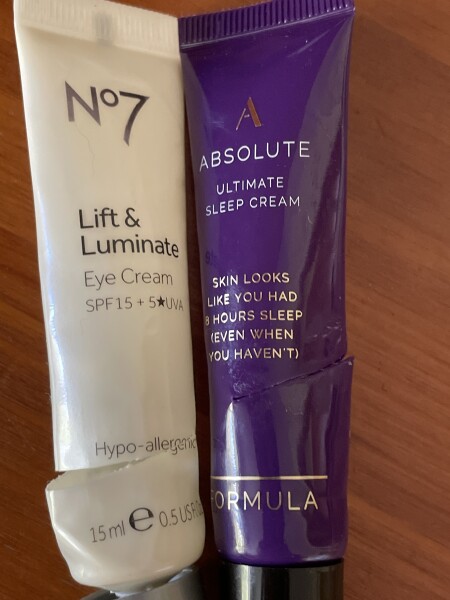 No7
Lift &
Luminate
Eye Cream
SPF15 + 5★UVA
Hypo-allergenic
15ml ℮ 0.5 US
A
ABSOLUTE
ULTIMATE
SLEEP CREAM
SKIN LOOKS
LIKE YOU HAD
8 HOURS SLEEP
(EVEN WHEN
YOU HAVEN'T)
FORMULA